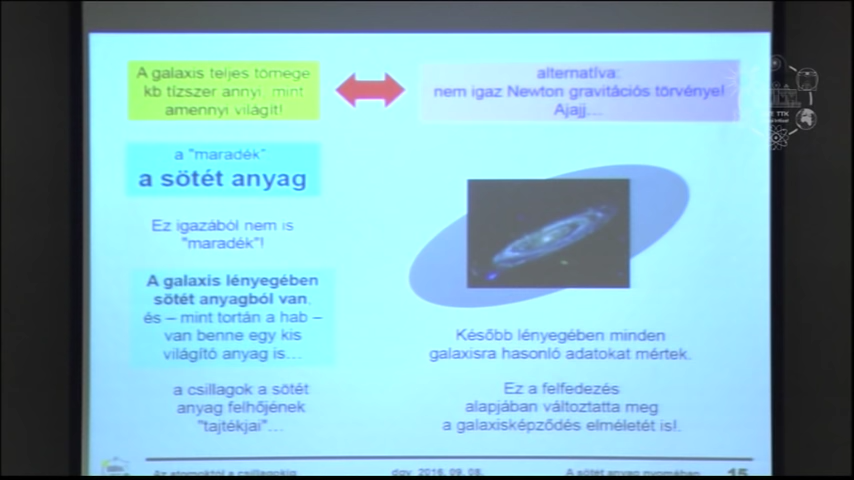 A galaxis teljes tömege
kb tízszer annyi, mint
amennyi világít!
alternatíva:
nem igaz Newton gravitációs törvénye!
Ajajj...
a "maradék"
a sötét anyag
Ez igazából nem is
"maradék"!
A galaxis lényegében
sötét anyagból van,
és – mint tortán a hab –
van benne egy kis
világító anyag is...
a csillagok a sötét
anyag felhőjének
"tajtékjai"...
Később lényegében minden
galaxisra hasonló adatokat mértek.
Ez a felfedezés
alapjában változtatta meg
a galaxisképződés elméletét is!.
Az atomoktól a csillagokig
dgy 2016. 09. 08.
A sötét anyag nyomában
15
TTK